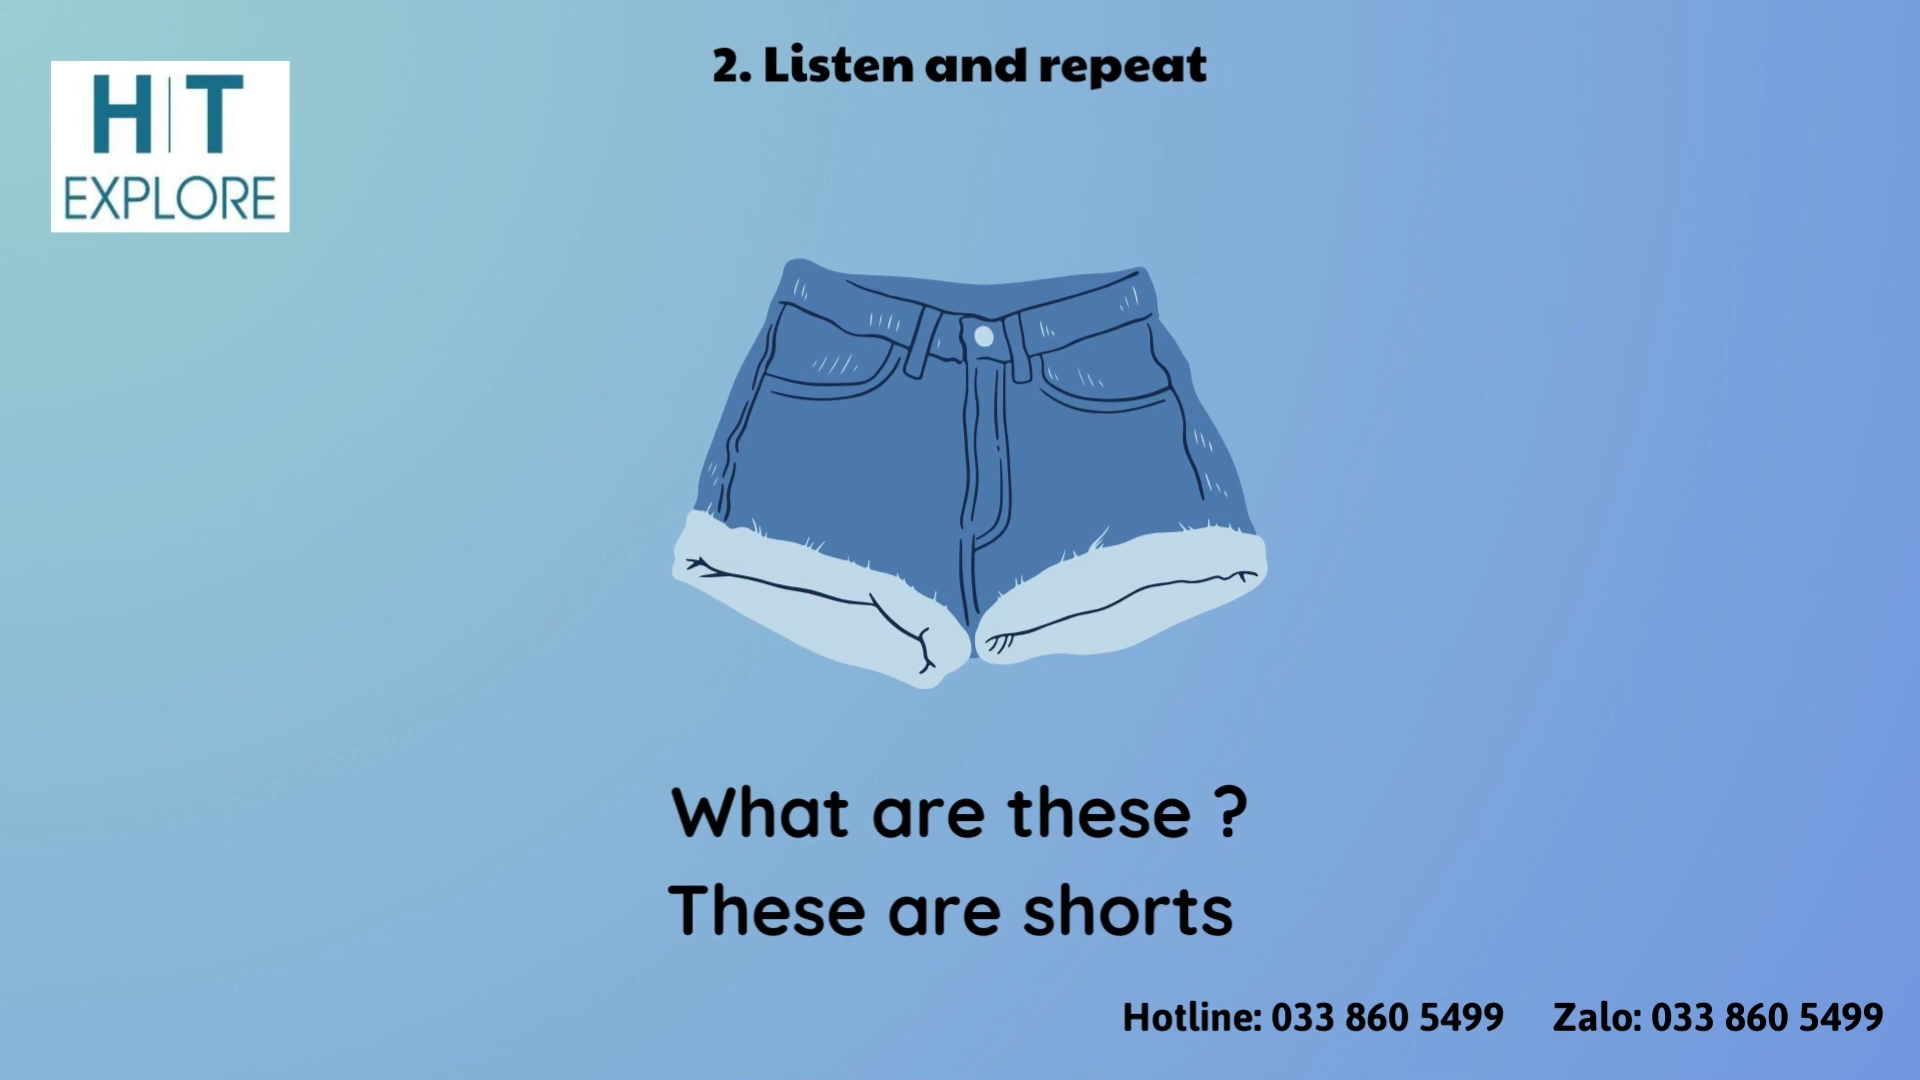 2. Listen and repeat
H|T
EXPLORE
What are these ?
These are shorts
Hotline: 033 860 5499 Zalo: 033 860 5499